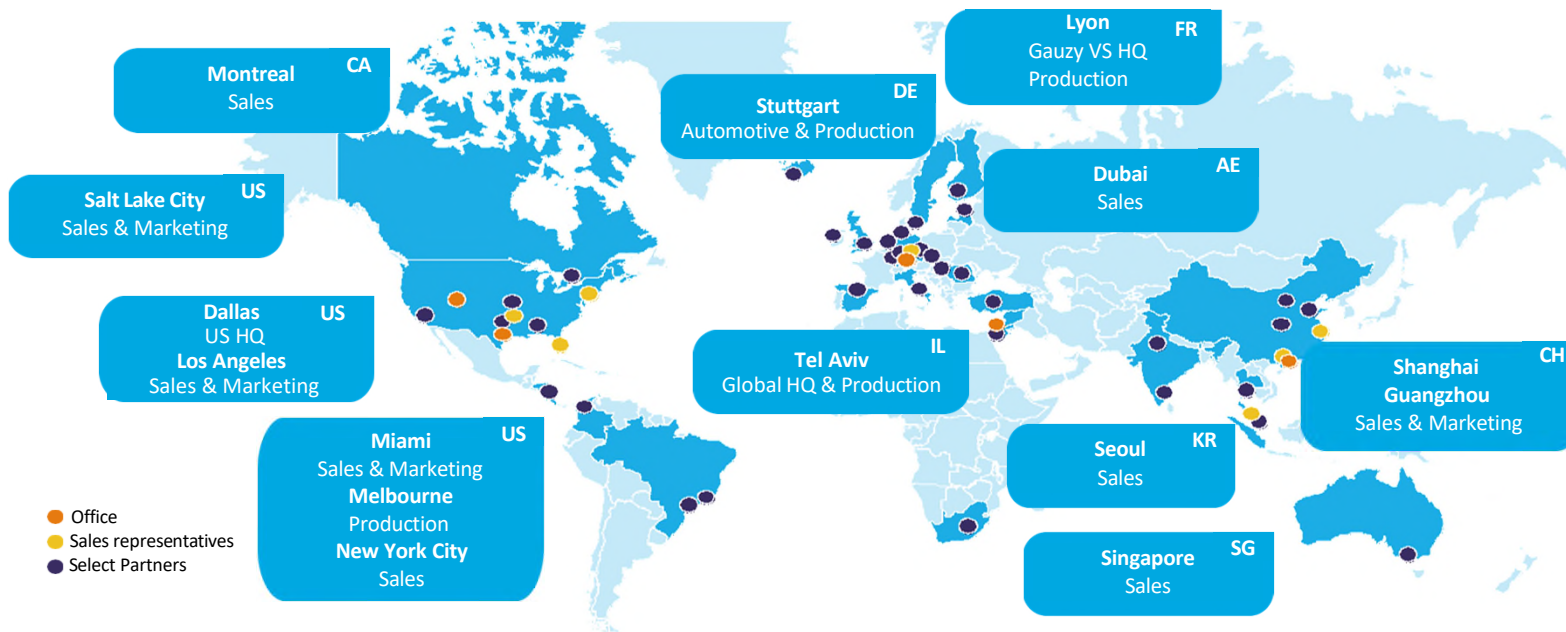 Montreal CA
Sales
Salt Lake City US
Sales & Marketing
Dallas US
US HQ
Los Angeles
Sales & Marketing
Miami US
Sales & Marketing
Melbourne
Production
New York City
Sales
Office
Sales representatives
Select Partners
Stuttgart DE
Automotive & Production
Lyon FR
Gauzy VS HQ
Production
Dubai AE
Sales
Tel Aviv IL
Global HQ & Production
Shanghai CH
Guangzhou
Sales & Marketing
Seoul KR
Sales
Singapore SG
Sales